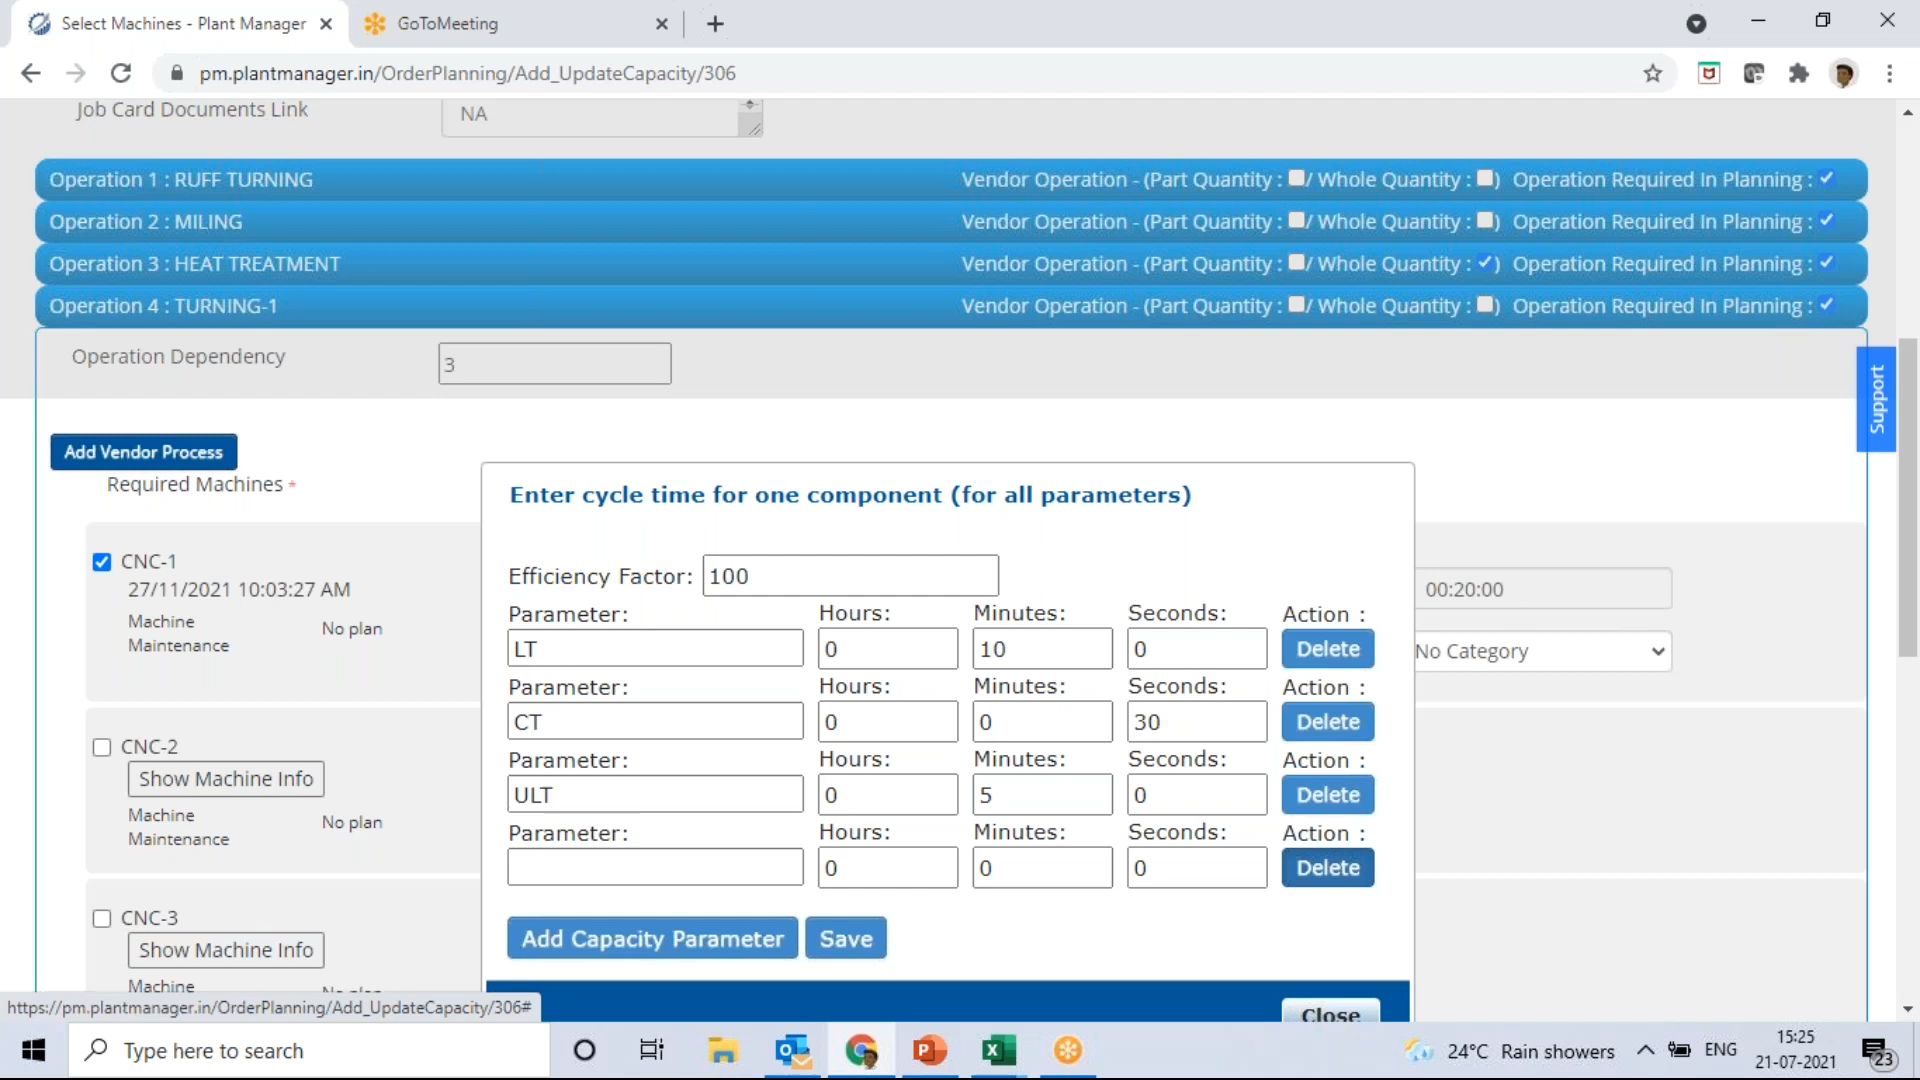 Select Machines - Plant Manager
GoToMeeting
pm.plantmanager.in/OrderPlanning/Add_UpdateCapacity/306
Job Card Documents Link
NA
Operation 1 : RUFF TURNING Vendor Operation - (Part Quantity : / Whole Quantity : ) Operation Required In Planning :
Operation 2 : MILING Vendor Operation - (Part Quantity : / Whole Quantity : ) Operation Required In Planning :
Operation 3 : HEAT TREATMENT Vendor Operation - (Part Quantity : / Whole Quantity : ) Operation Required In Planning :
Operation 4 : TURNING-1 Vendor Operation - (Part Quantity : / Whole Quantity : ) Operation Required In Planning :
Operation Dependency 3
Support
Add Vendor Process
Required Machines *
CNC-1
27/11/2021 10:03:27 AM
Machine
Maintenance
No plan
CNC-2
Show Machine Info
Machine
Maintenance
No plan
CNC-3
Show Machine Info
Machine
No plan
Enter cycle time for one component (for all parameters)
Efficiency Factor: 100
Parameter: Hours: Minutes: Seconds: Action :
LT 0 10 0 Delete
Parameter: Hours: Minutes: Seconds: Action :
CT 0 0 30 Delete
Parameter: Hours: Minutes: Seconds: Action :
ULT 0 5 0 Delete
Parameter: Hours: Minutes: Seconds: Action :
0 0 0 Delete
Add Capacity Parameter Save
Close
00:20:00
No Category
https://pm.plantmanager.in/OrderPlanning/Add_UpdateCapacity/306#
Type here to search
24°C Rain showers
ENG
15:25
21-07-2021
23